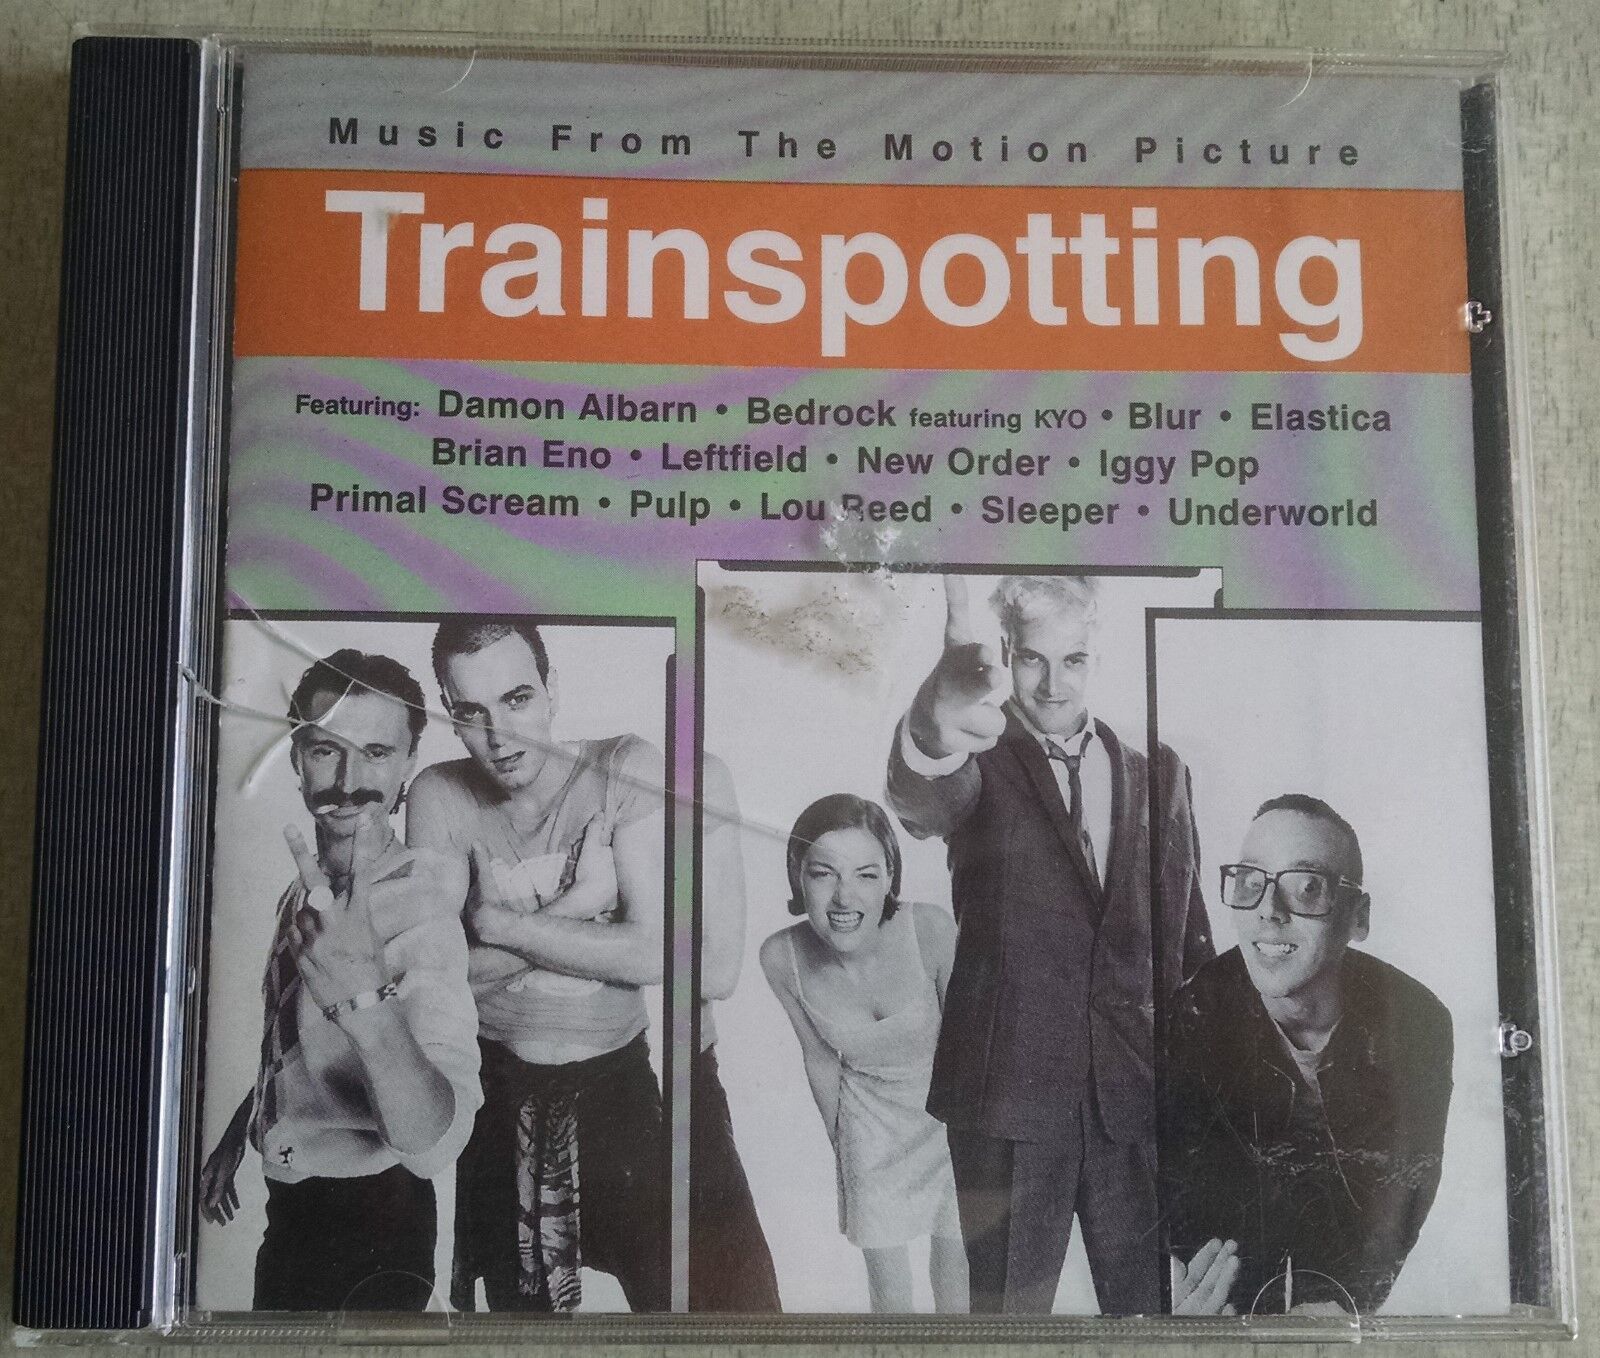 Music From The Motion Picture
Trainspotting
Featuring: Damon Albarn • Bedrock featuring KYO • Blur • Elastica
Brian Eno • Leftfield • New Order • Iggy Pop
Primal Scream • Pulp • Lou Reed • Sleeper • Underworld